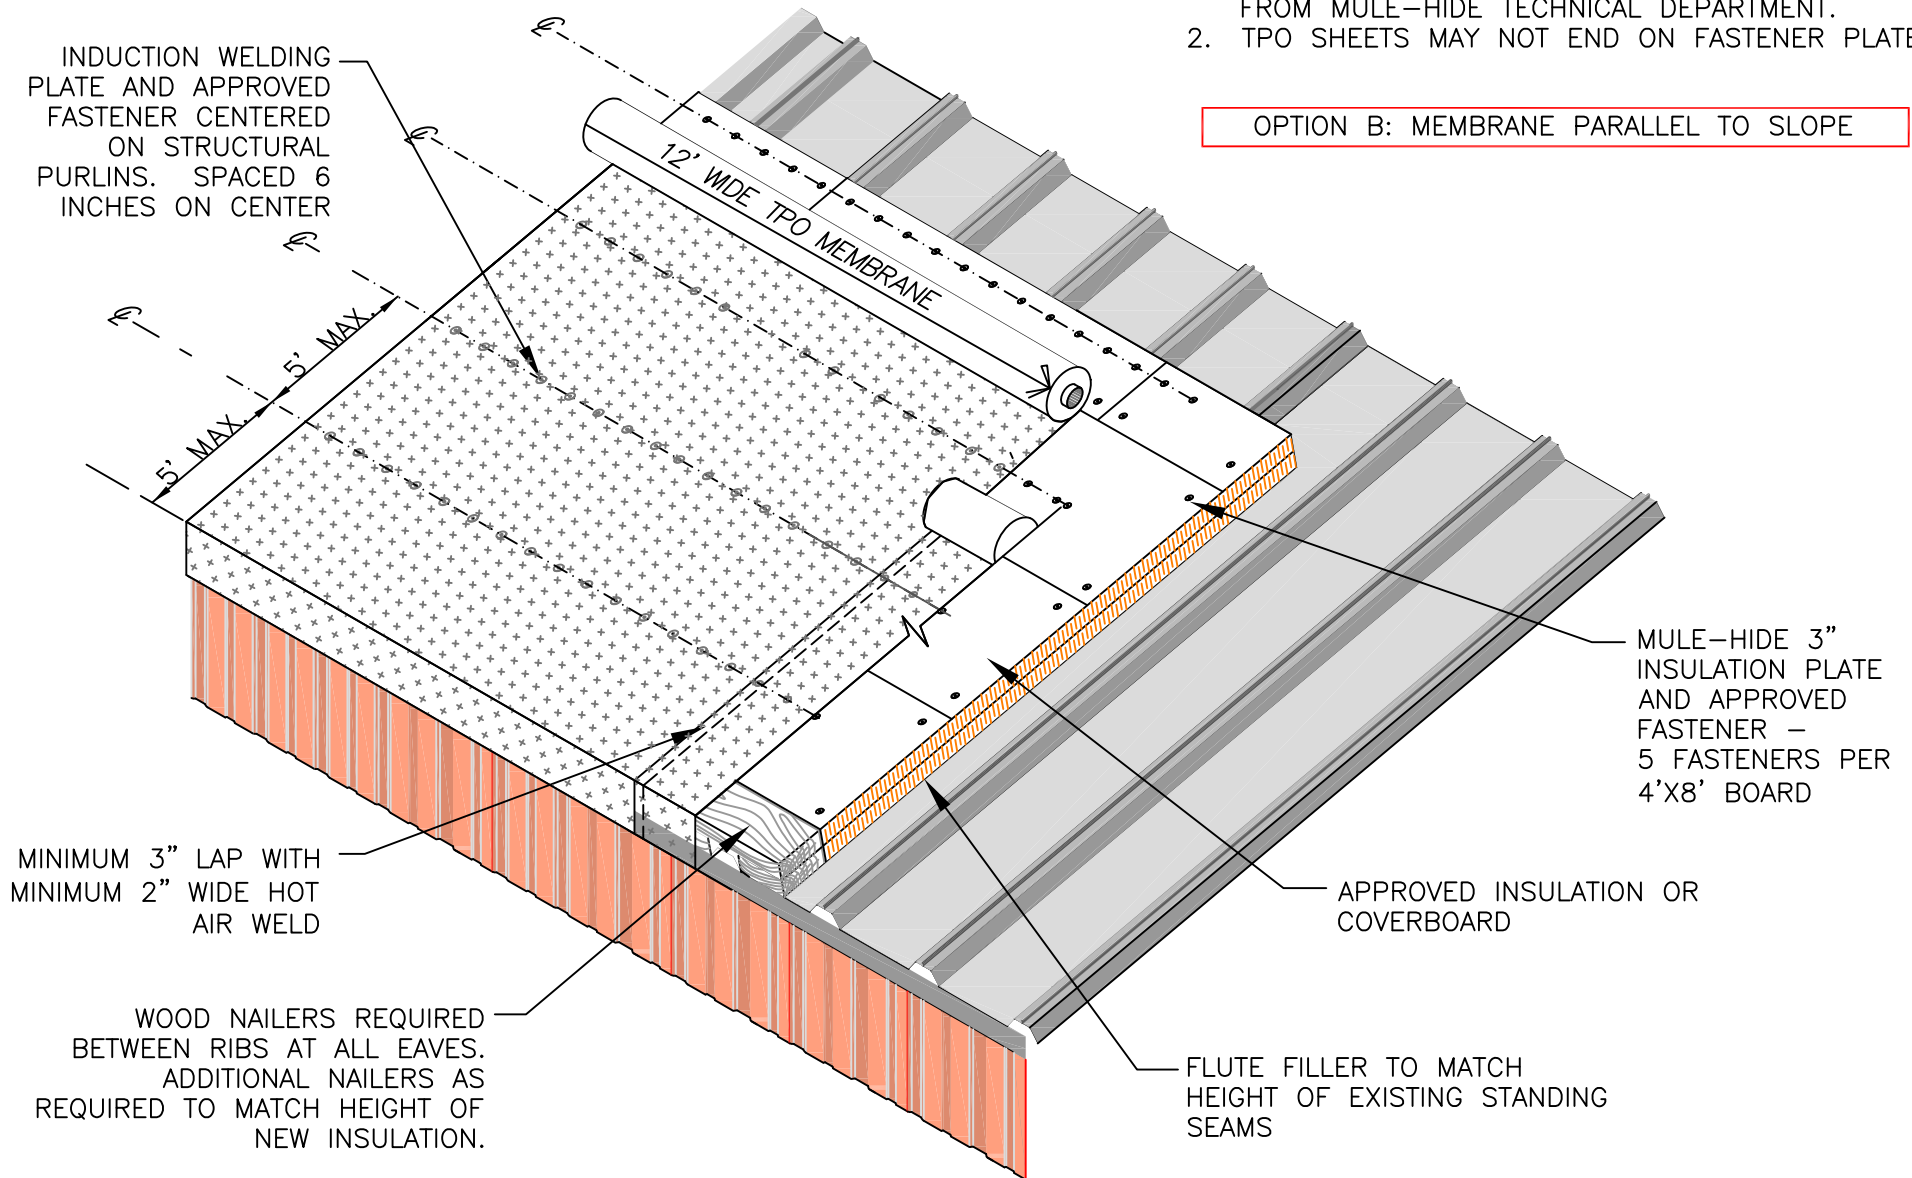 FROM MULE-HIDE TECHNICAL DEPARTMENT.
2. TPO SHEETS MAY NOT END ON FASTENER PLATE
OPTION B: MEMBRANE PARALLEL TO SLOPE
INDUCTION WELDING
PLATE AND APPROVED
FASTENER CENTERED
ON STRUCTURAL
PURLINS. SPACED 6
INCHES ON CENTER
12' WIDE TPO MEMBRANE
5' MAX.
5' MAX.
MULE-HIDE 3"
INSULATION PLATE
AND APPROVED
FASTENER -
5 FASTENERS PER
4'X8' BOARD
MINIMUM 3" LAP WITH
MINIMUM 2" WIDE HOT
AIR WELD
APPROVED INSULATION OR
COVERBOARD
WOOD NAILERS REQUIRED
BETWEEN RIBS AT ALL EAVES.
ADDITIONAL NAILERS AS
REQUIRED TO MATCH HEIGHT OF
NEW INSULATION.
FLUTE FILLER TO MATCH
HEIGHT OF EXISTING STANDING
SEAMS